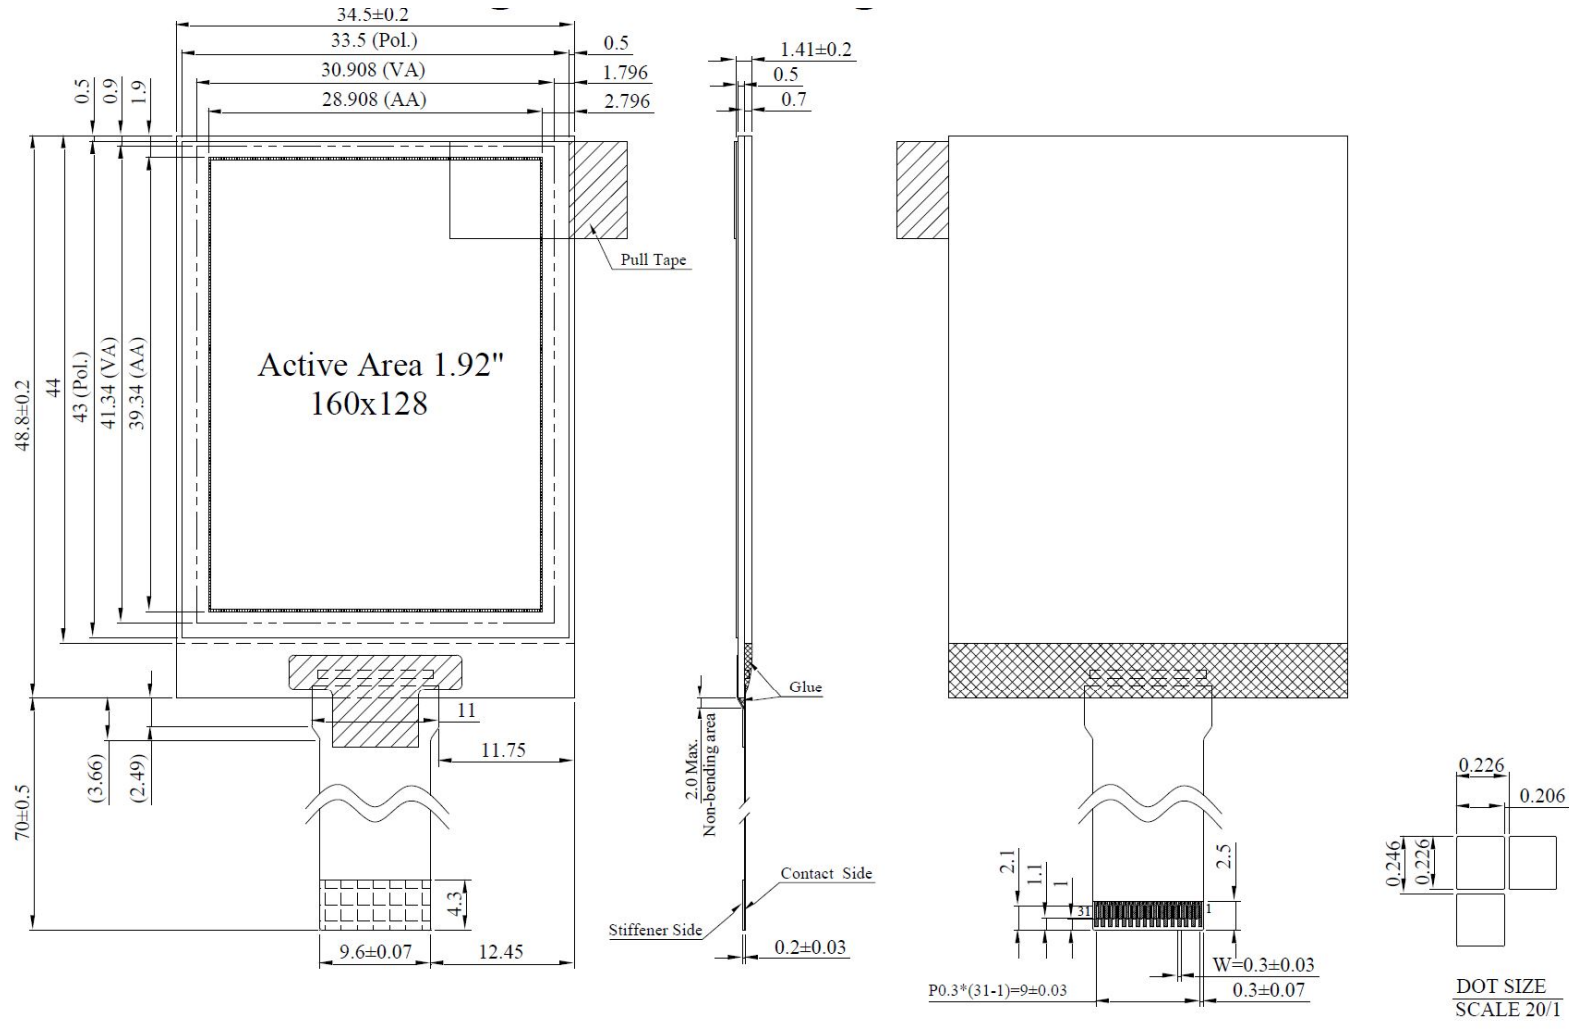 34.5±0.2
33.5 (Pol.)
0.5
30.908 (VA)
1.796
28.908 (AA)
2.796
0.5
0.9
1.9
1.41±0.2
0.5
0.7
Pull Tape
Active Area 1.92"
160x128
48.8±0.2
44
43 (Pol.)
41.34 (VA)
39.34 (AA)
Glue
11
11.75
(3.66)
(2.49)
70±0.5
2.0 Max.
Non-bending area
4.3
9.6±0.07
12.45
Contact Side
Stiffener Side
0.2±0.03
2.1
1.1
1
2.5
31
1
W=0.3±0.03
P0.3*(31-1)=9±0.03
0.3±0.07
0.226
0.206
0.246
0.226
DOT SIZE
SCALE 20/1